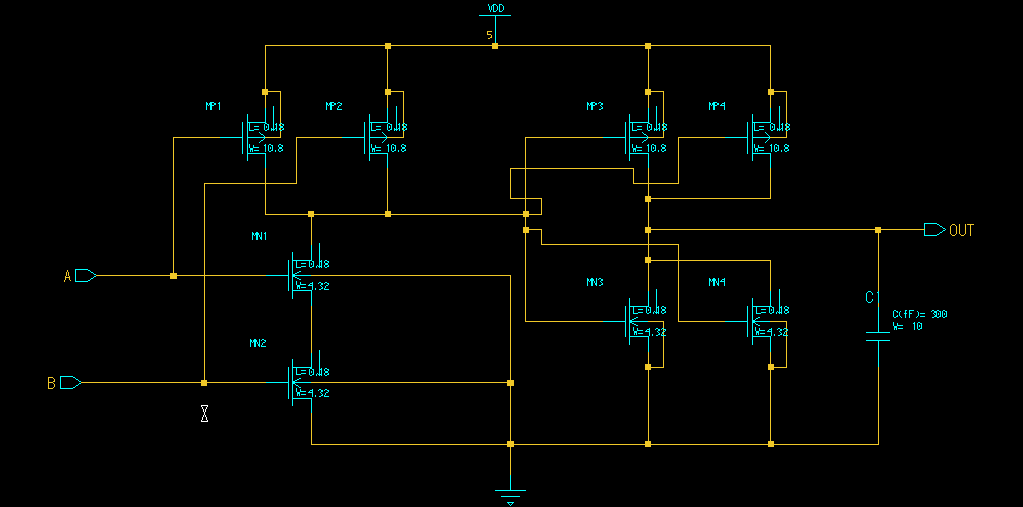 VDD
5
MP1
MP2
MP3
MP4
L= 0.18
L= 0.18
L= 0.18
L= 0.18
W= 10.8
W= 10.8
W= 10.8
W= 10.8
OUT
MN1
L= 0.18
A
W= 4.32
MN3
MN4
C1
L= 0.18
L= 0.18
C(fF)= 300
W= 10
W= 4.32
W= 4.32
MN2
L= 0.18
B
W= 4.32